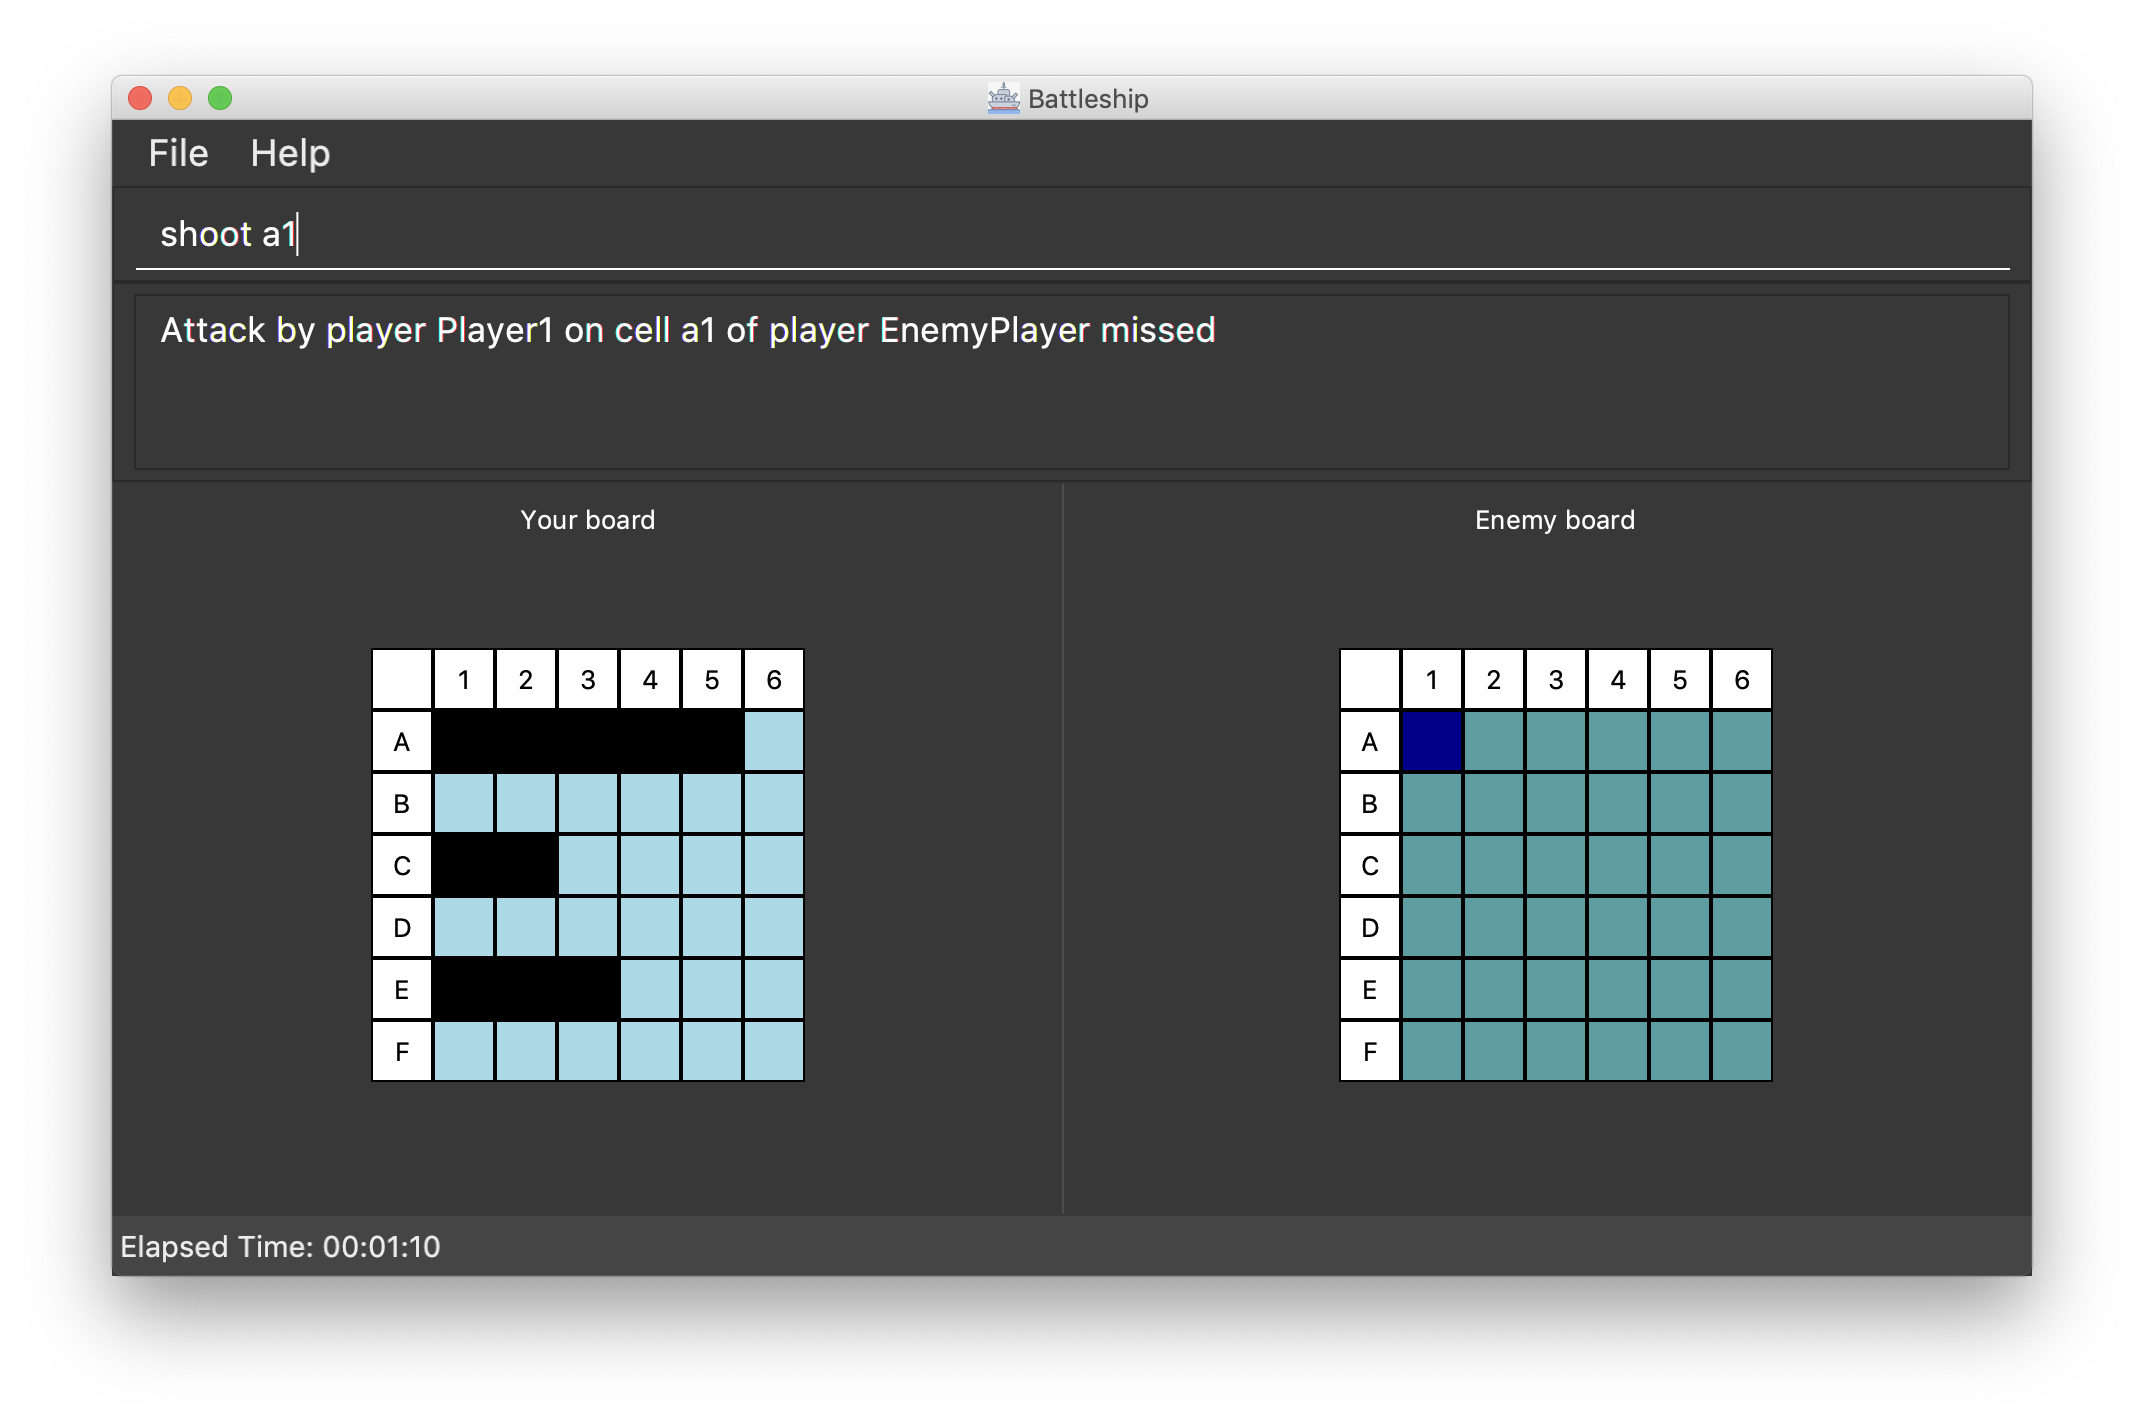 Battleship
File Help
shoot a1
Attack by player Player1 on cell a1 of player EnemyPlayer missed
Your board
1 2 3 4 5 6
A
B
C
D
E
F
Enemy board
1 2 3 4 5 6
A
B
C
D
E
F
Elapsed Time: 00:01:10